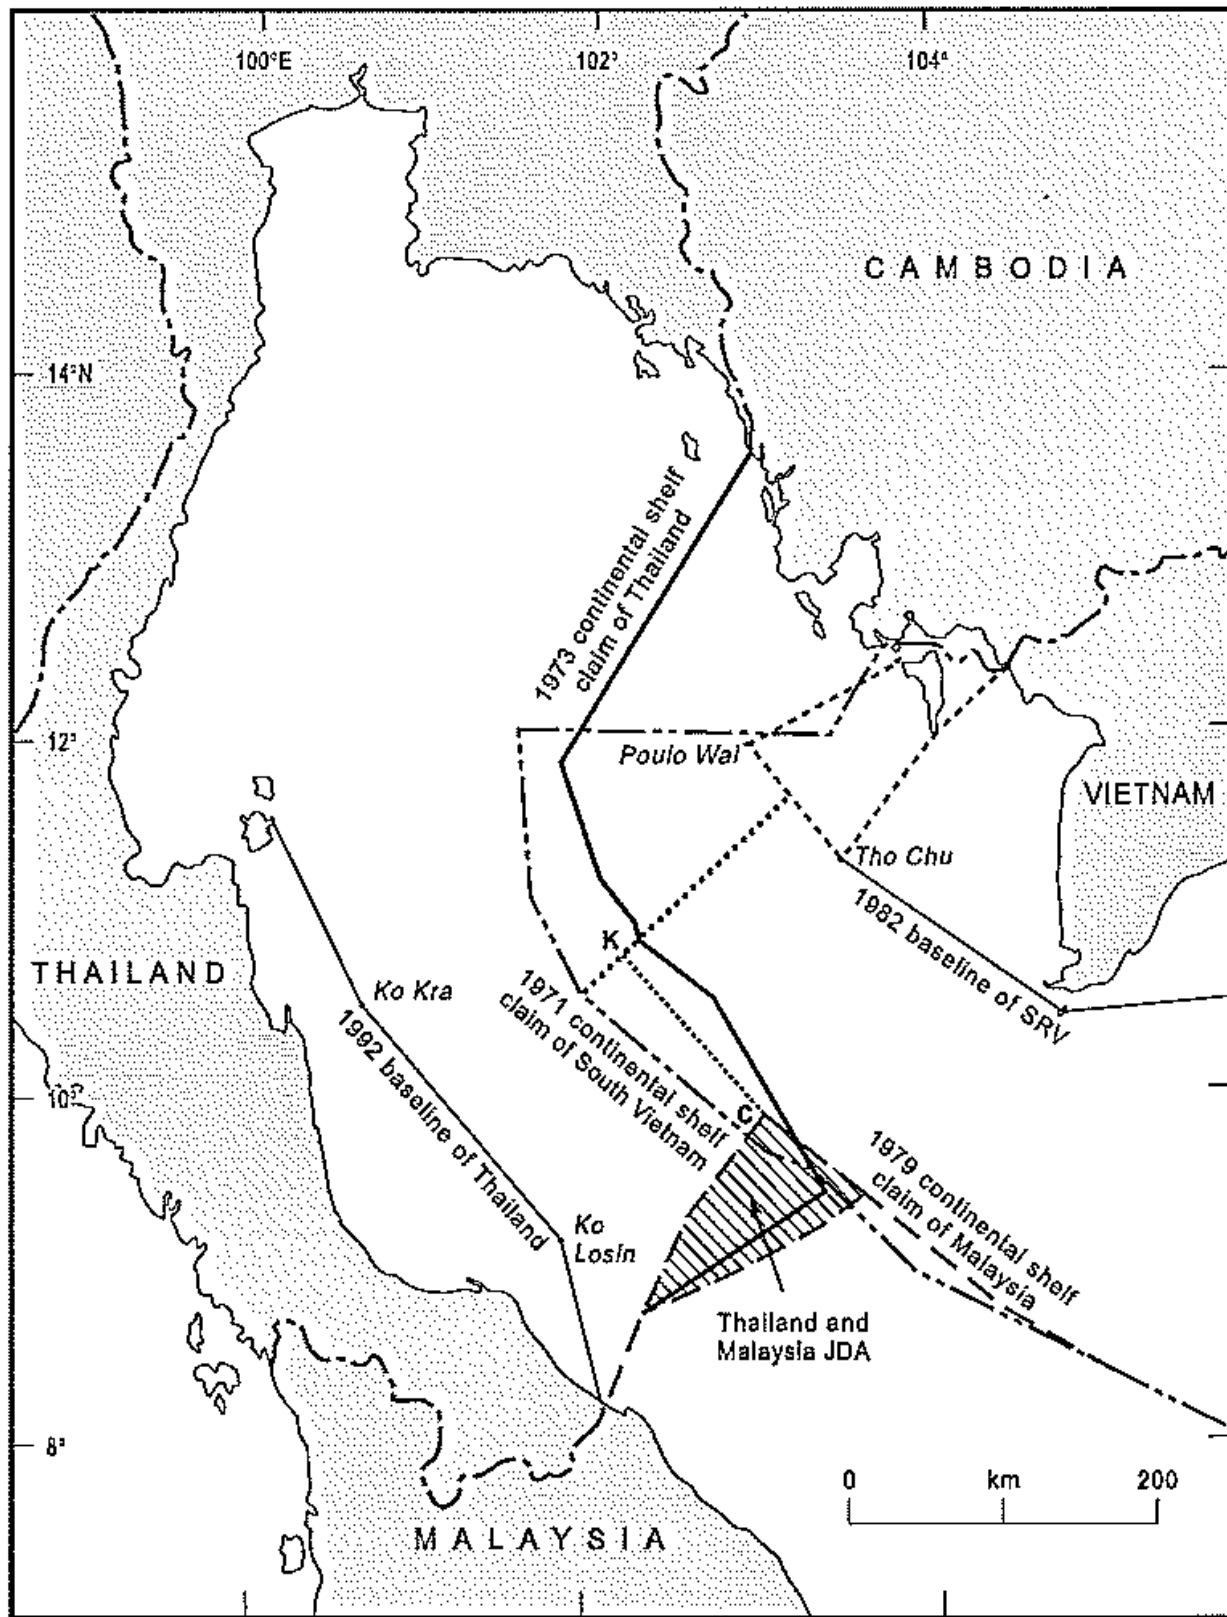 100°E
102°
104°
CAMBODIA
14°N
1973 continental shelf
claim of Thailand
12°
Poulo Wai
VIETNAM
Tho Chu
1982 baseline of SRV
K
THAILAND
Ko Kra
1971 continental shelf
claim of South Vietnam
1992 baseline of Thailand
10°
C
1979 continental shelf
claim of Malaysia
Ko
Losin
Thailand and
Malaysia JDA
8°
0 km 200
MALAYSIA